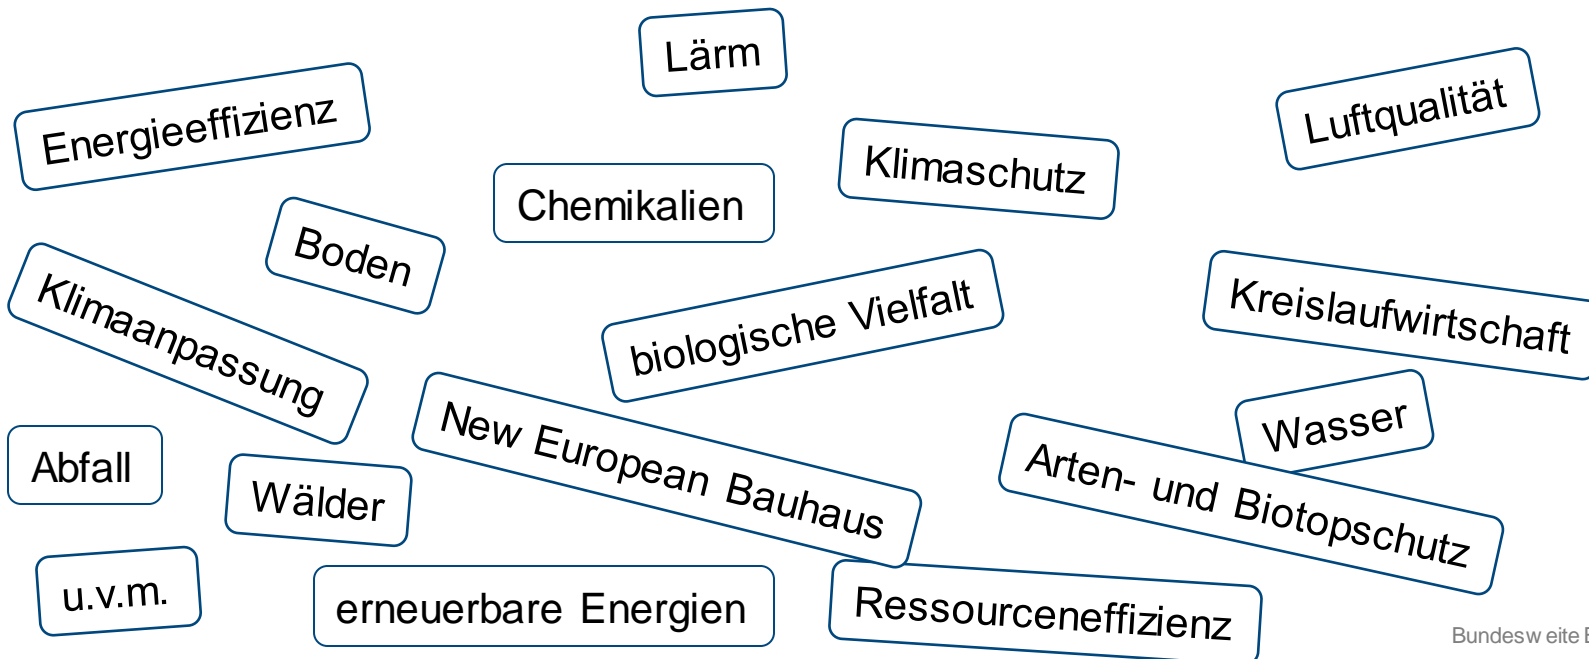 Lärm
Energieeffizienz
Luftqualität
Klimaschutz
Chemikalien
Boden
Klimaanpassung
biologische Vielfalt
Kreislaufwirtschaft
New European Bauhaus
Wasser
Abfall
Wälder
Arten- und Biotopschutz
u.v.m.
erneuerbare Energien
Ressourceneffizienz
Bundesweite